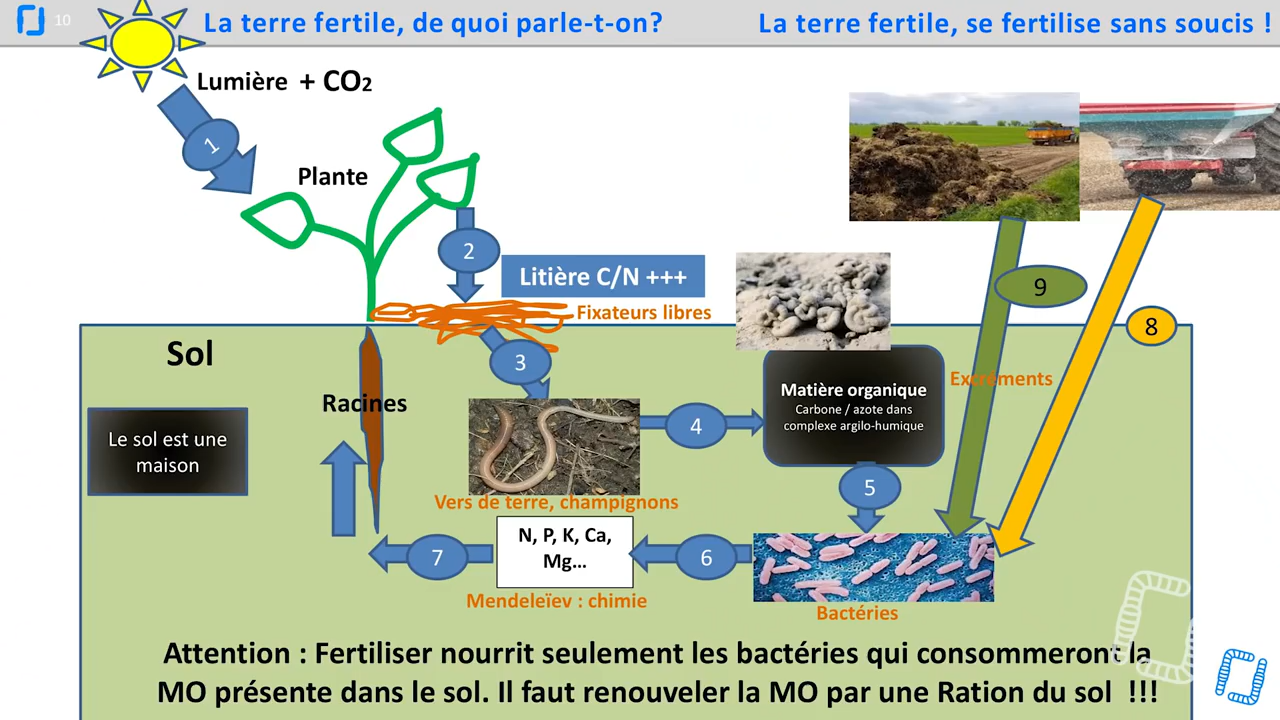 10
La terre fertile, de quoi parle-t-on?
La terre fertile, se fertilise sans soucis !
Lumière + CO2
1
Plante
2
Litière C/N +++
Fixateurs libres
9
8
Sol
3
Racines
Le sol est une
maison
4
Matière organique
Carbone / azote dans
complexe argilo-humique
Excréments
5
Vers de terre, champignons
N, P, K, Ca,
Mg...
7
6
Mendeleïev : chimie
Bactéries
Attention : Fertiliser nourrit seulement les bactéries qui consommeront la
MO présente dans le sol. Il faut renouveler la MO par une Ration du sol !!!